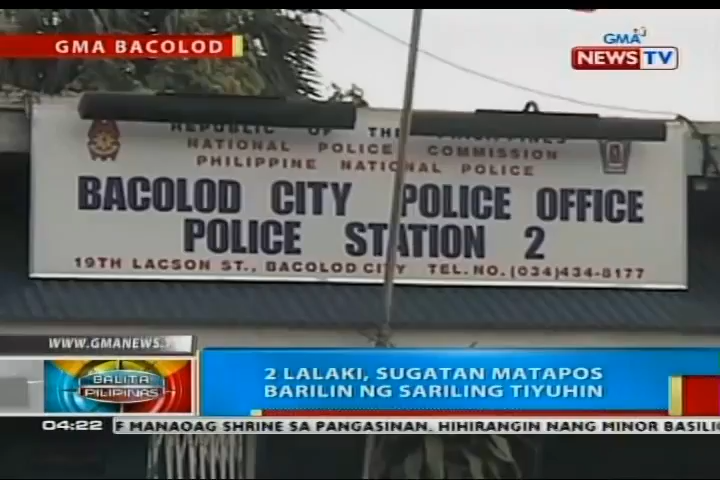 GMA BACOLOD
GMA
NEWS TV
REPUBLIC OF THE PHILIPPINES
NATIONAL POLICE COMMISSION
PHILIPPINE NATIONAL POLICE
BACOLOD CITY POLICE OFFICE
POLICE STATION 2
19TH LACSON ST., BACOLOD CITY TEL. NO. (034)434-8177
WWW.GMANEWS.
2 LALAKI, SUGATAN MATAPOS
BARILIN NG SARILING TIYUHIN
BALITA
PILIPINAS
04:22 F MANAOAG SHRINE SA PANGASINAN, HIHIRANGIN NANG MINOR BASILIC